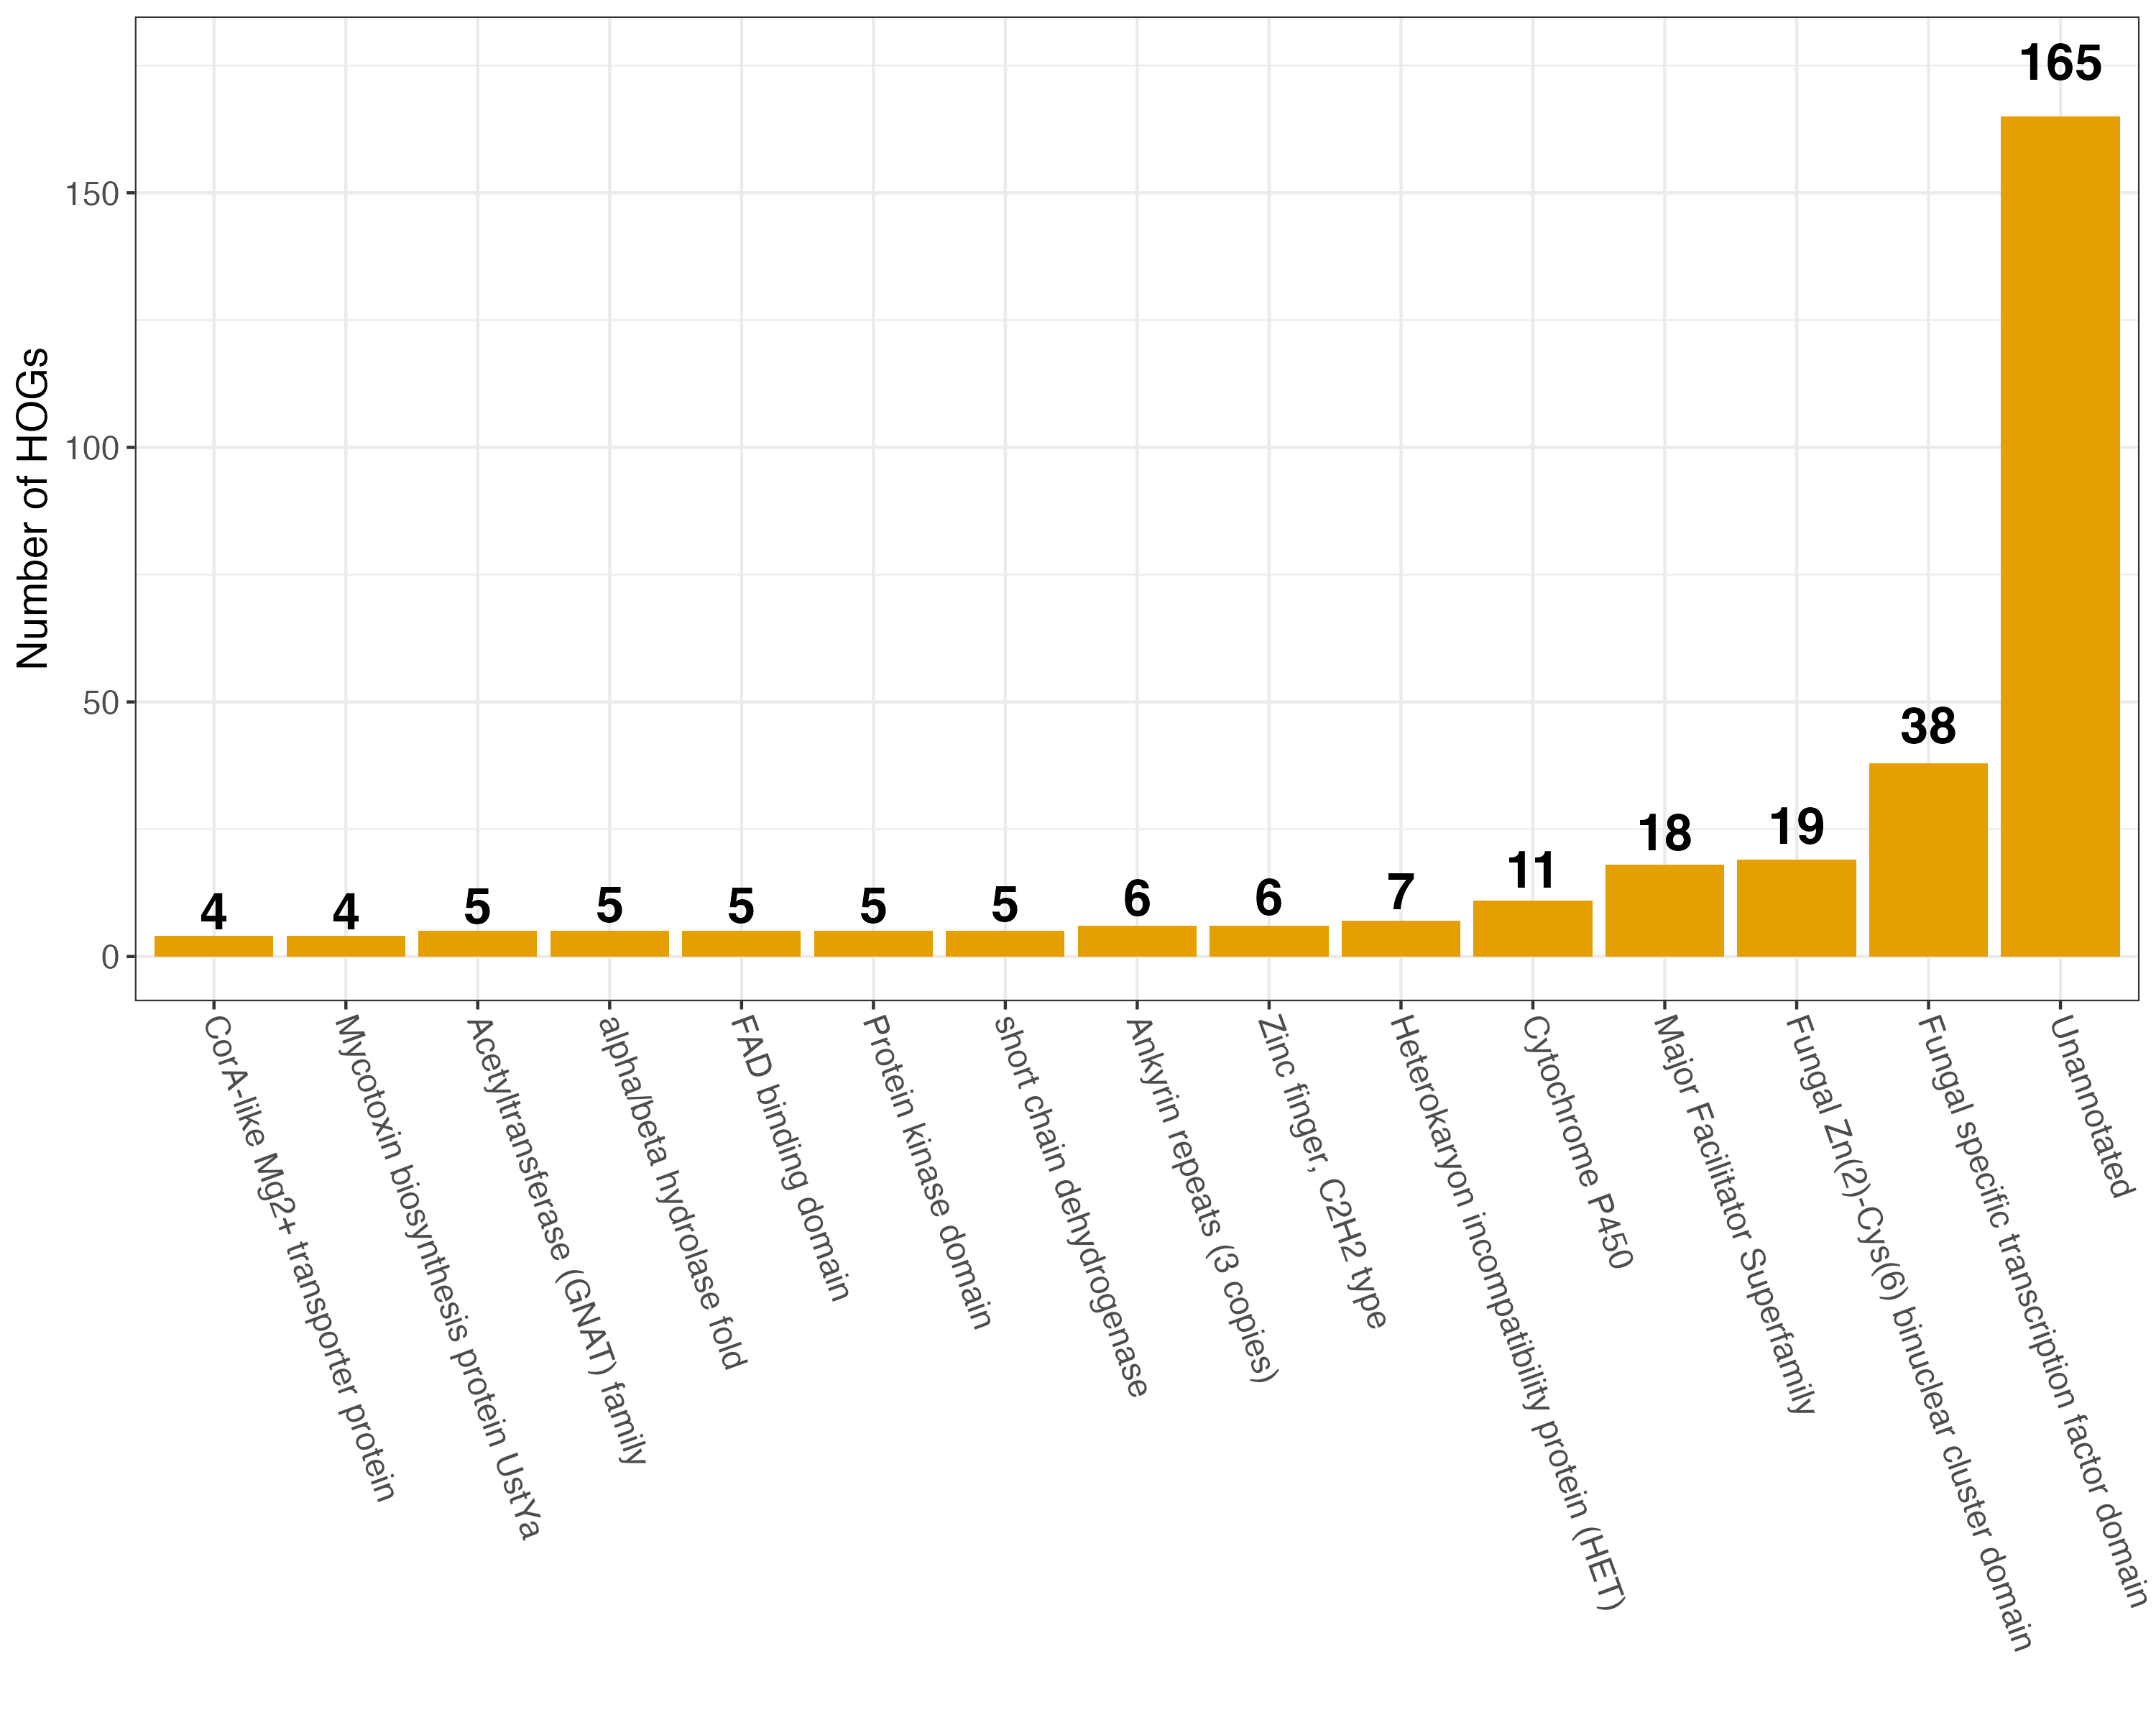 Number of HOGs
150
100
50
0
4
4
5
5
5
5
5
6
6
7
11
18
19
38
165
CorA-like Mg2+ transporter protein
Mycotoxin biosynthesis protein UstYa
Acetyltransferase (GNAT) family
alpha/beta hydrolase fold
FAD binding domain
Protein kinase domain
short chain dehydrogenase
Ankyrin repeats (3 copies)
Zinc finger, C2H2 type
Heterokaryon incompatibility protein (HET)
Cytochrome P450
Major Facilitator Superfamily
Fungal Zn(2)-Cys(6) binuclear cluster domain
Fungal specific transcription factor domain
Unannotated